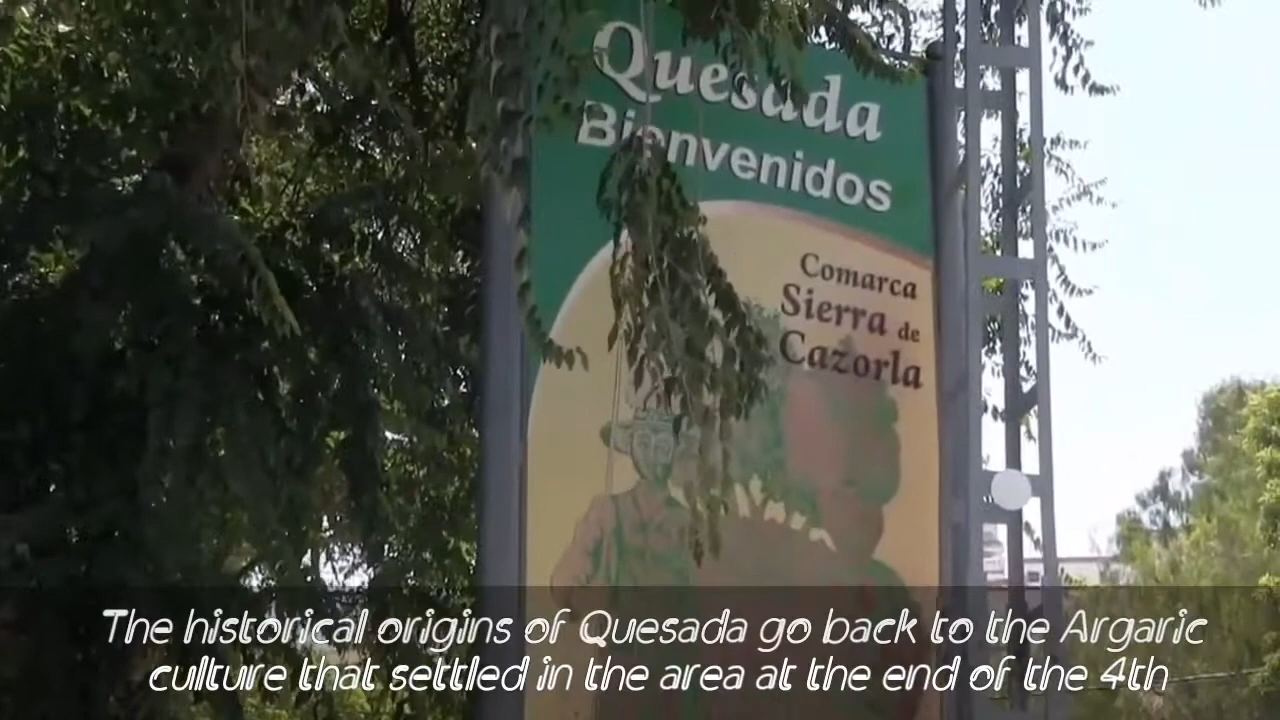 Quesada
Bienvenidos
Comarca
Sierra de
Cazorla
The historical origins of Quesada go back to the Argaric
culture that settled in the area at the end of the 4th